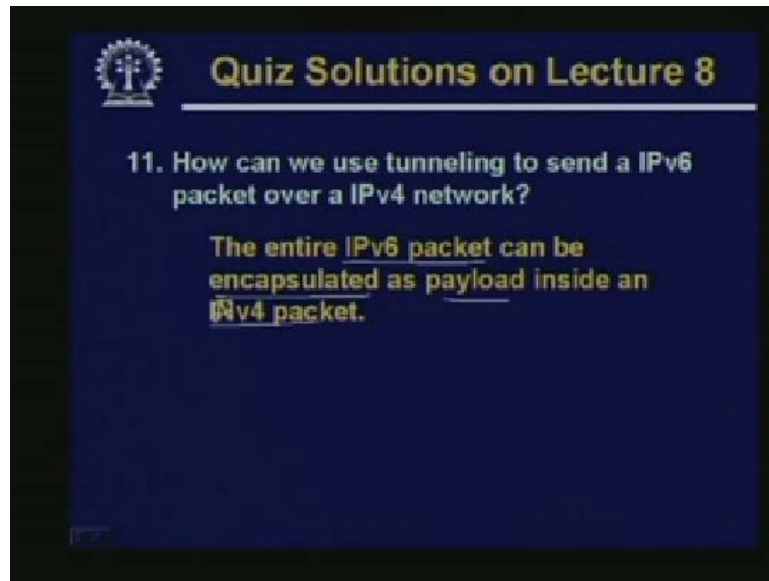 Quiz Solutions on Lecture 8
11. How can we use tunneling to send a IPv6
packet over a IPv4 network?
The entire IPv6 packet can be
encapsulated as payload inside an
IPv4 packet.